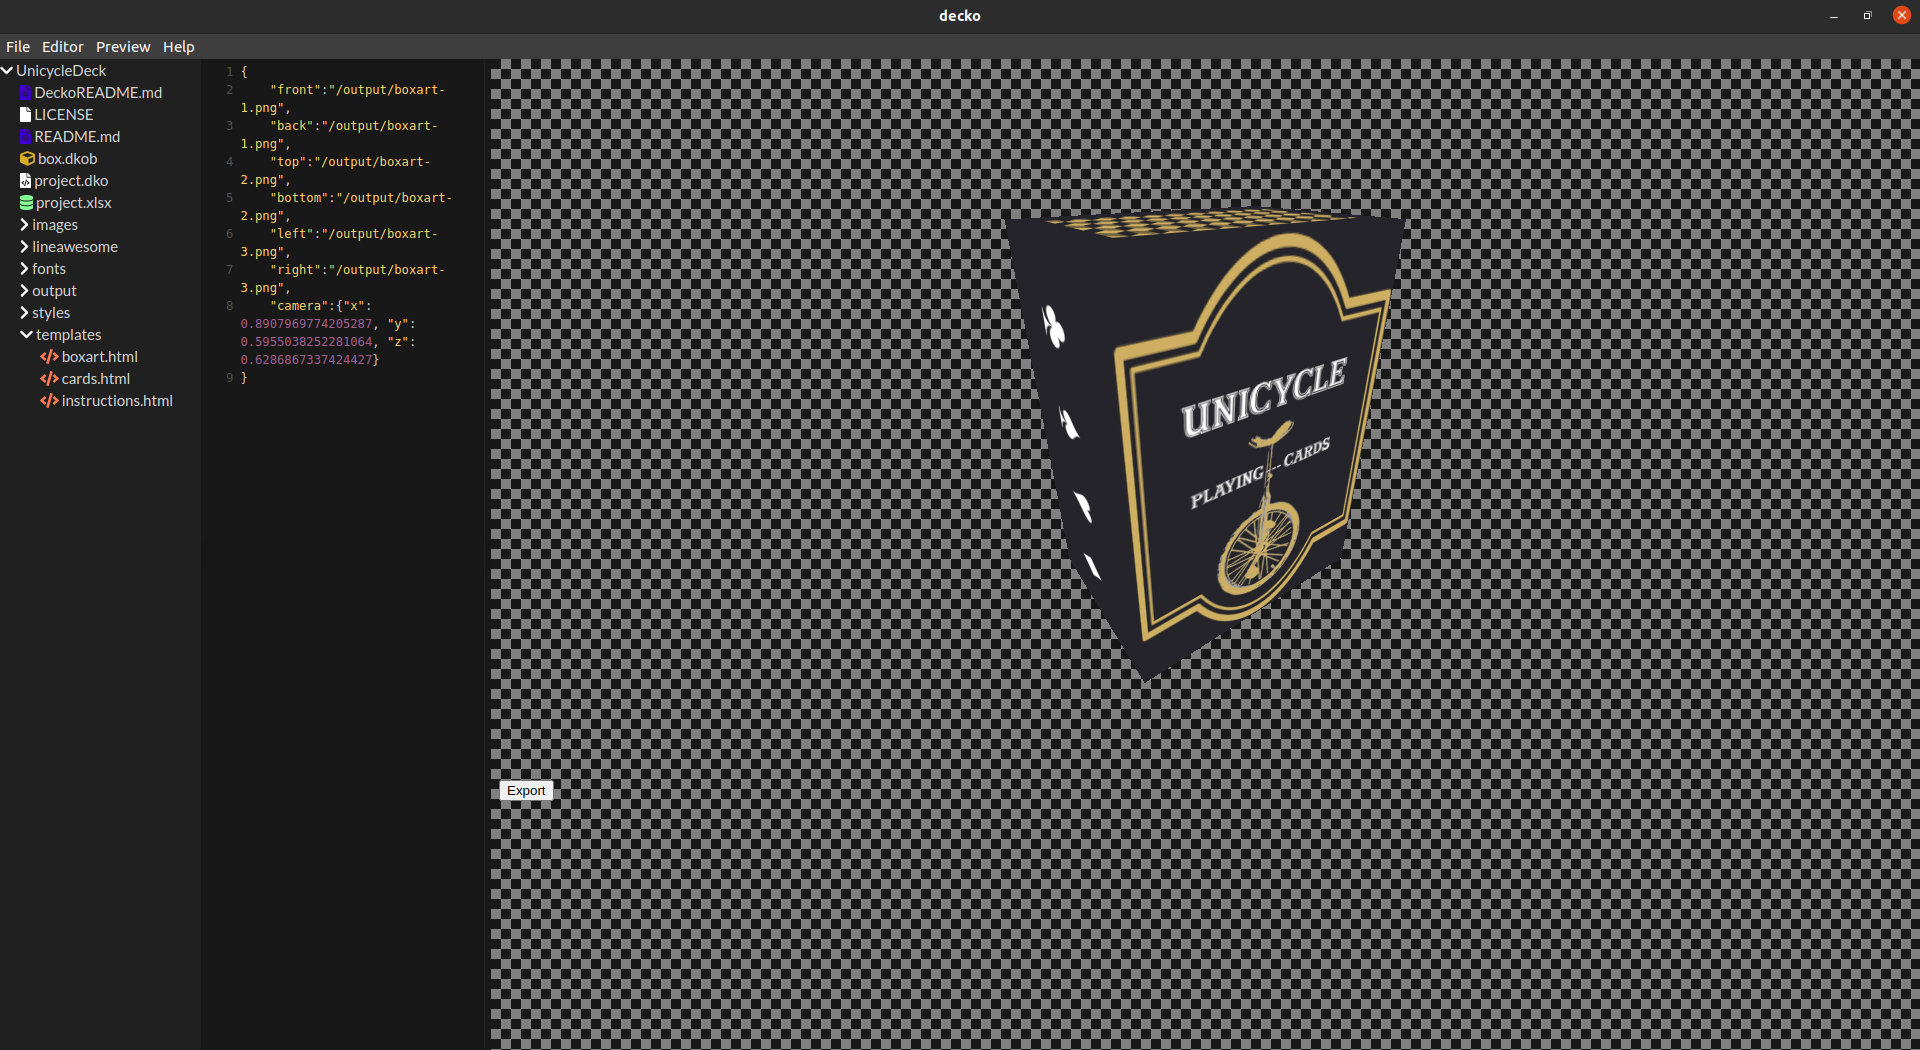 decko
File Editor Preview Help
UnicycleDeck
DeckoREADME.md
LICENSE
README.md
box.dkob
project.dko
project.xlsx
images
lineawesome
fonts
output
styles
templates
boxart.html
cards.html
instructions.html
1 {
2 "front":"/output/boxart-
1.png",
3 "back":"/output/boxart-
1.png",
4 "top":"/output/boxart-
2.png",
5 "bottom":"/output/boxart-
2.png",
6 "left":"/output/boxart-
3.png",
7 "right":"/output/boxart-
3.png",
8 "camera":{"x":
0.8907969774205287, "y":
0.5955038252281064, "z":
0.6286867337424427}
9 }
UNICYCLE
PLAYING -- CARDS
Export